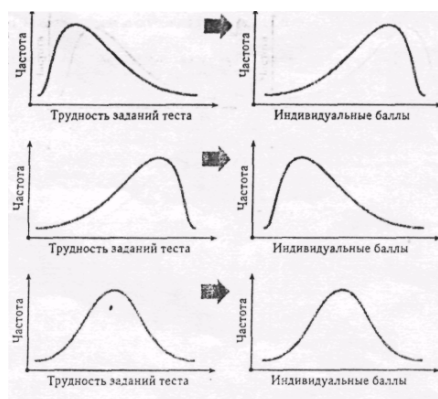 Частота
Трудность заданий теста
Частота
Индивидуальные баллы
Частота
Трудность заданий теста
Частота
Индивидуальные баллы
Частота
Трудность заданий теста
Частота
Индивидуальные баллы